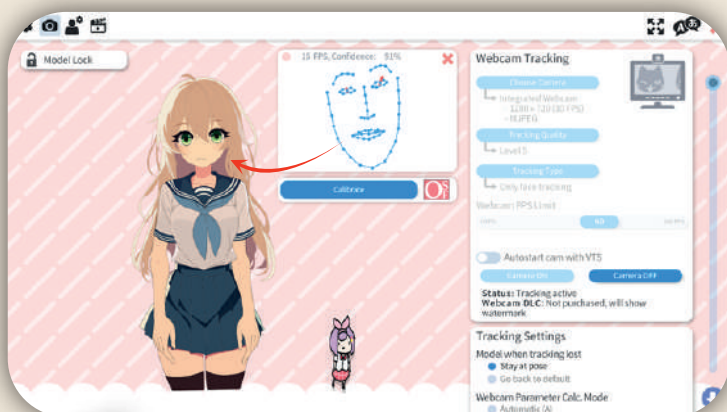 Model Lock
15 FPS, Confidence: 51%
Calibrate
Webcam Tracking
Choose Camera
Integrated Webcam
1280 × 720 (30 FPS)
- MJPEG
Tracking Quality
Level 5
Tracking Type
Only face tracking
Webcam FPS Limit
Autostart cam with VTS
Camera ON
Camera OFF
Status: Tracking active
Webcam DLC: Not purchased, will show
watermark
Tracking Settings
Model when tracking lost
Stay at pose
Go back to default
Webcam Parameter Calc. Mode
Automatic (A)